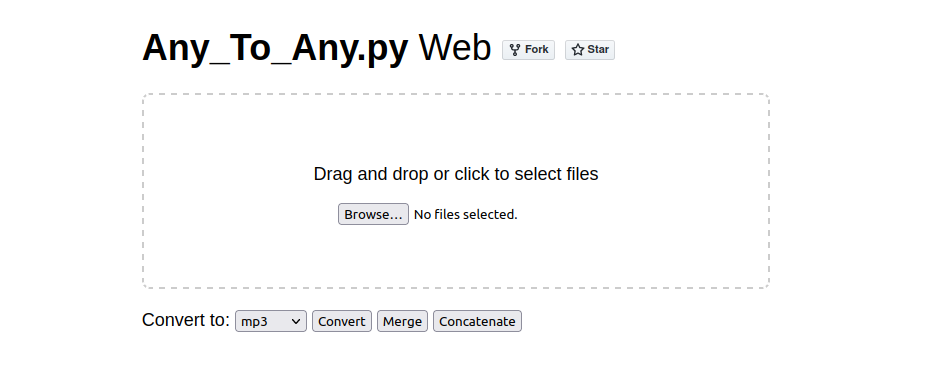 Any_To_Any.py Web Fork Star
Drag and drop or click to select files
Browse... No files selected.
Convert to: mp3 Convert Merge Concatenate